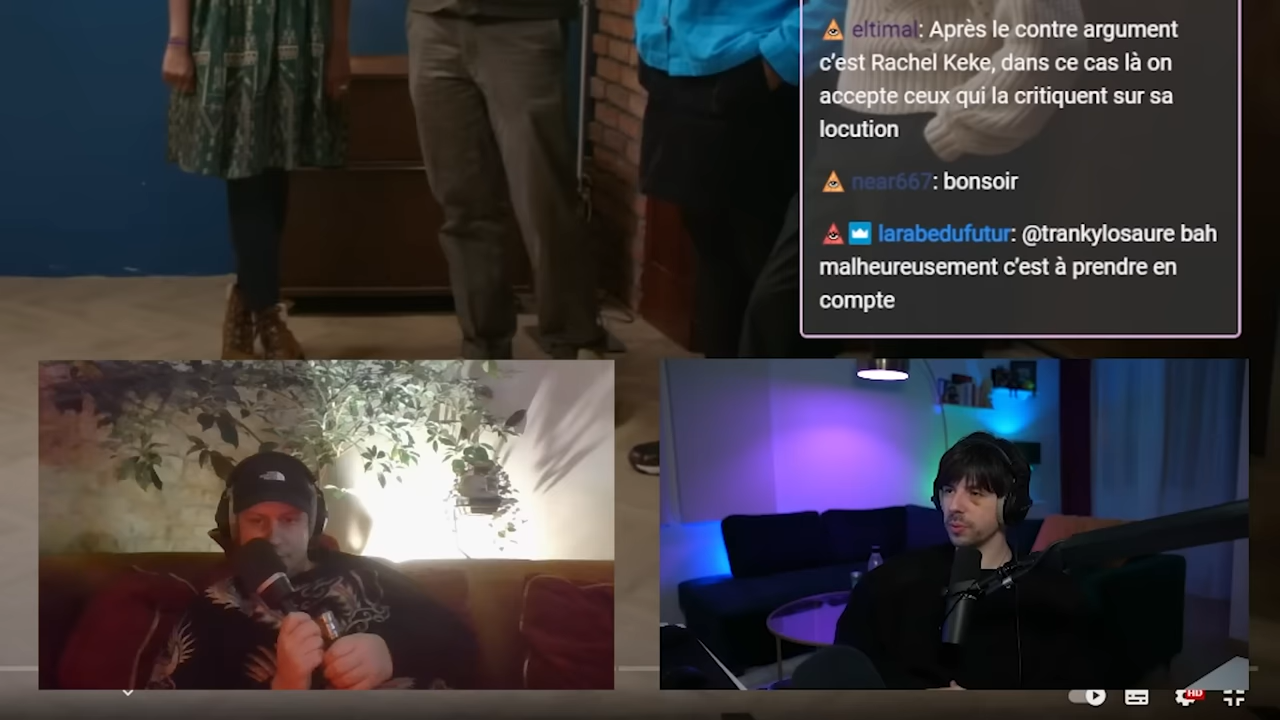 eltimal: Après le contre argument
c’est Rachel Keke, dans ce cas là on
accepte ceux qui la critiquent sur sa
locution
near667: bonsoir
larabedufutur: @trankylosaure bah
malheureusement c’est à prendre en
compte
HD